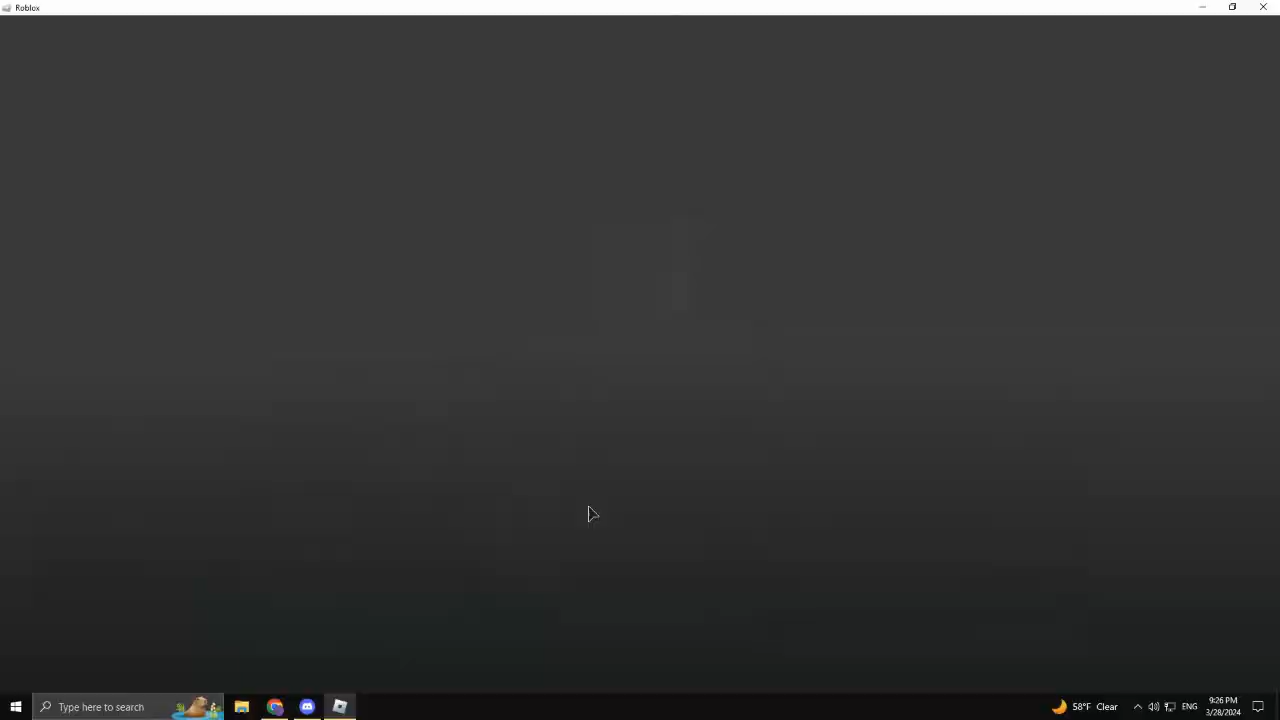 Roblox
Type here to search
58°F Clear
ENG
9:26 PM
3/28/2024